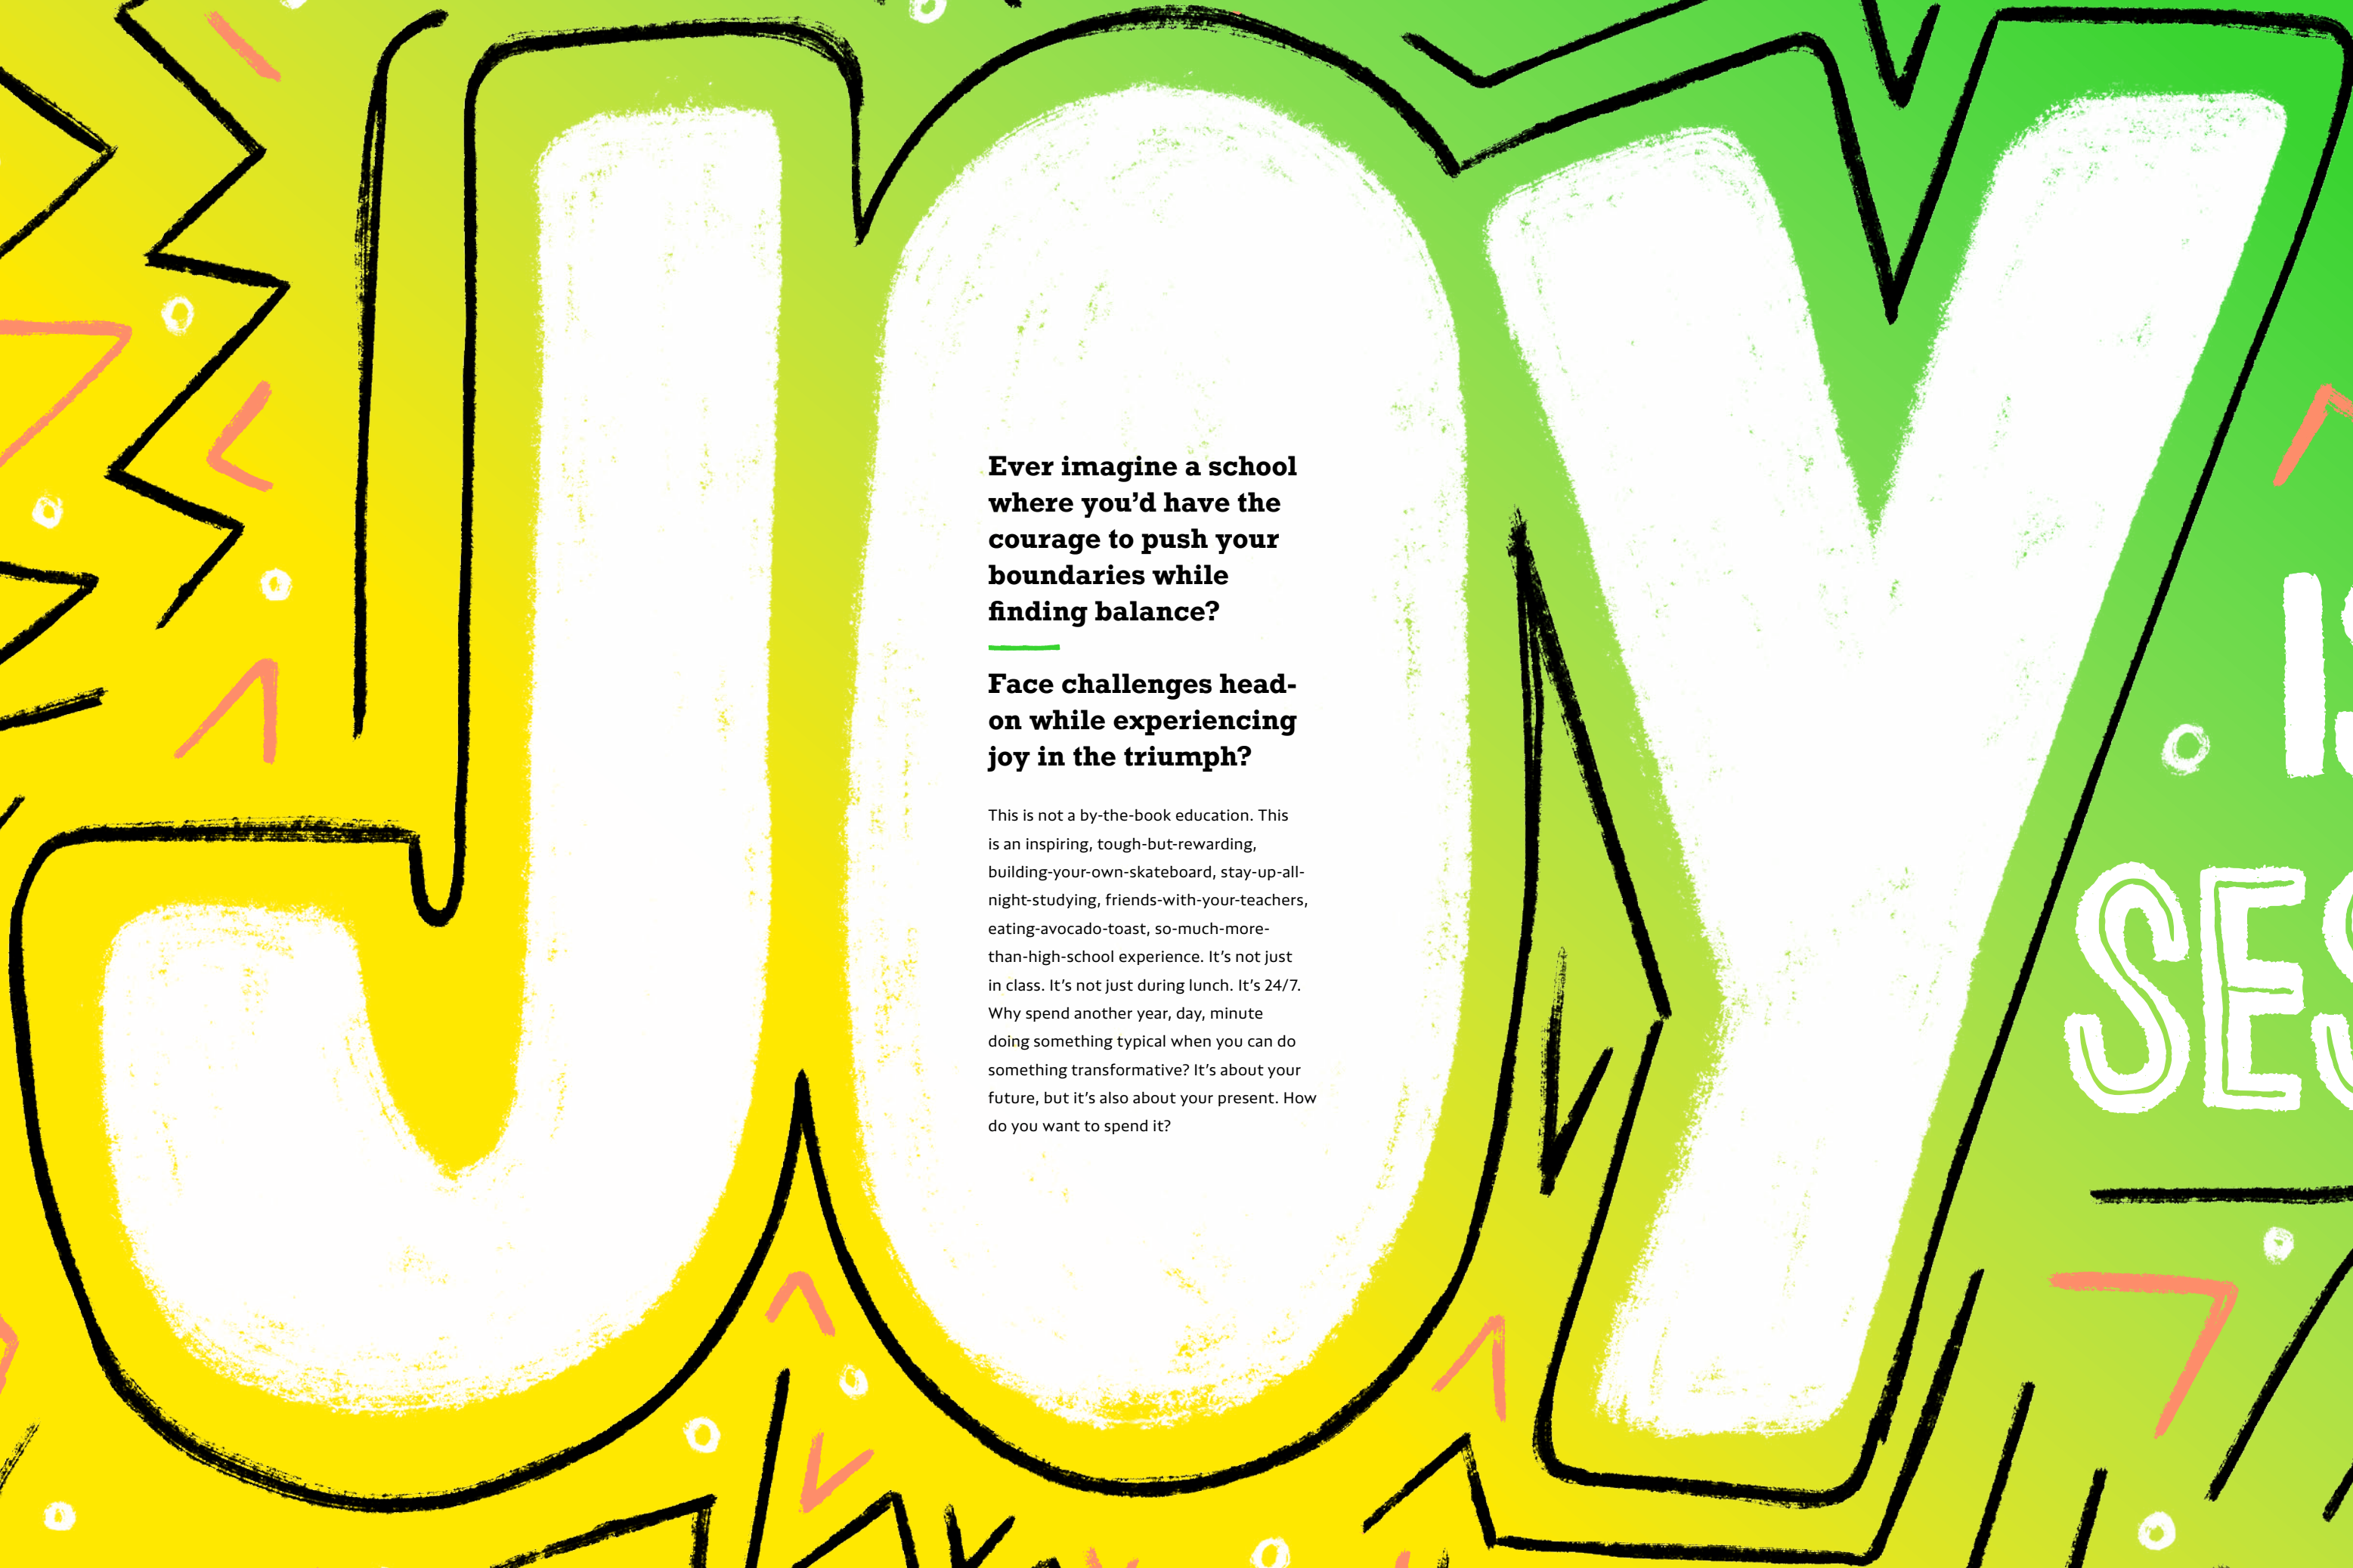 JOY
Ever imagine a school
where you’d have the
courage to push your
boundaries while
finding balance?
Face challenges head-
on while experiencing
joy in the triumph?
This is not a by-the-book education. This
is an inspiring, tough-but-rewarding,
building-your-own-skateboard, stay-up-all-
night-studying, friends-with-your-teachers,
eating-avocado-toast, so-much-more-
than-high-school experience. It’s not just
in class. It’s not just during lunch. It’s 24/7.
Why spend another year, day, minute
doing something typical when you can do
something transformative? It’s about your
future, but it’s also about your present. How
do you want to spend it?